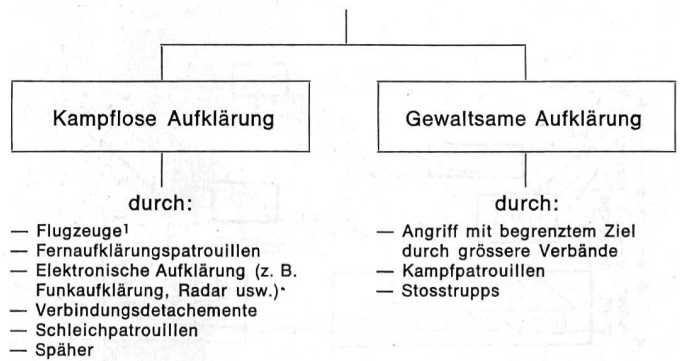 Kampflose Aufklärung
durch:
— Flugzeuge¹
— Fernaufklärungspatrouillen
— Elektronische Aufklärung (z. B.
Funkaufklärung, Radar usw.)
— Verbindungsdetachemente
— Schleichpatrouillen
— Späher
Gewaltsame Aufklärung
durch:
— Angriff mit begrenztem Ziel
durch grössere Verbände
— Kampfpatrouillen
— Stosstrupps